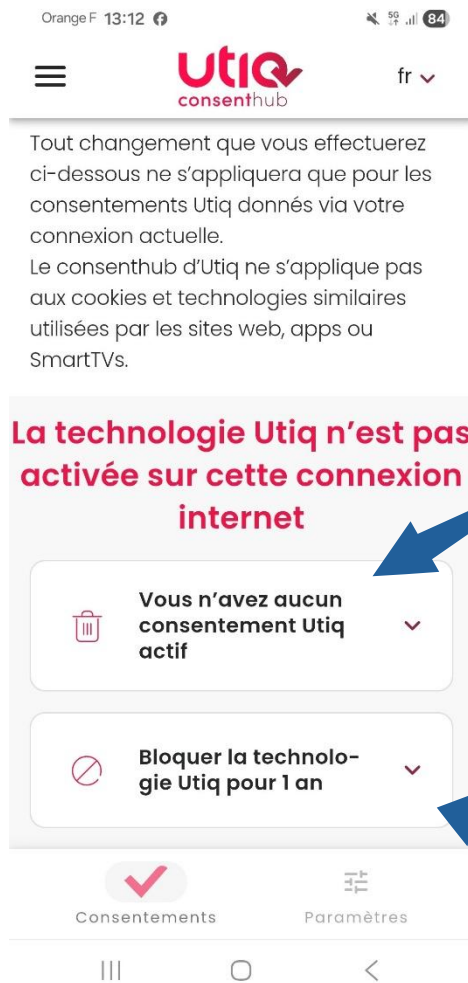 Orange F 13:12 5G 84
utiq fr
consenthub
Tout changement que vous effectuerez
ci-dessous ne s’appliquera que pour les
consentements Utiq donnés via votre
connexion actuelle.
Le consenthub d’Utiq ne s’applique pas
aux cookies et technologies similaires
utilisées par les sites web, apps ou
SmartTVs.
La technologie Utiq n’est pas
activée sur cette connexion
internet
Vous n’avez aucun
consentement Utiq
actif
Bloquer la technolo-
gie Utiq pour 1 an
Consentements Paramètres